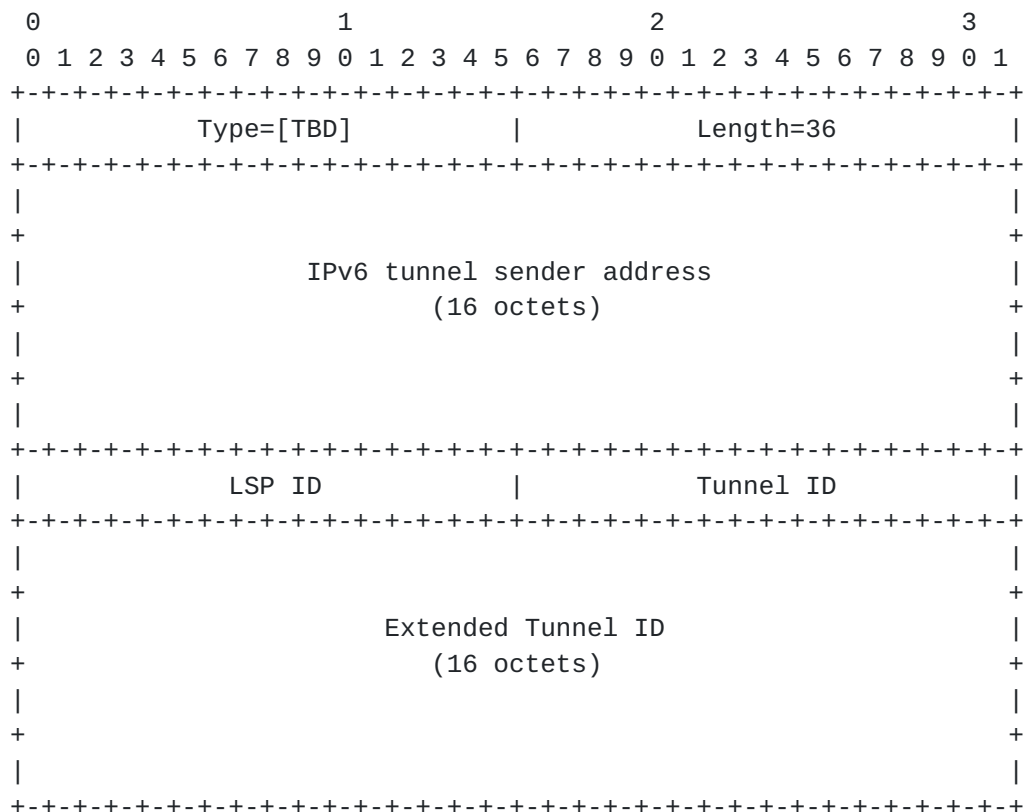 0                   1                   2                   3
 0 1 2 3 4 5 6 7 8 9 0 1 2 3 4 5 6 7 8 9 0 1 2 3 4 5 6 7 8 9 0 1
+-+-+-+-+-+-+-+-+-+-+-+-+-+-+-+-+-+-+-+-+-+-+-+-+-+-+-+-+-+-+-+-+
|           Type=[TBD]          |           Length=36           |
+-+-+-+-+-+-+-+-+-+-+-+-+-+-+-+-+-+-+-+-+-+-+-+-+-+-+-+-+-+-+-+-+
|                                                               |
+                                                               +
|                  IPv6 tunnel sender address                   |
+                          (16 octets)                          +
|                                                               |
+                                                               +
|                                                               |
+-+-+-+-+-+-+-+-+-+-+-+-+-+-+-+-+-+-+-+-+-+-+-+-+-+-+-+-+-+-+-+-+
|             LSP ID            |           Tunnel ID           |
+-+-+-+-+-+-+-+-+-+-+-+-+-+-+-+-+-+-+-+-+-+-+-+-+-+-+-+-+-+-+-+-+
|                                                               |
+                                                               +
|                       Extended Tunnel ID                      |
+                          (16 octets)                          +
|                                                               |
+                                                               +
|                                                               |
+-+-+-+-+-+-+-+-+-+-+-+-+-+-+-+-+-+-+-+-+-+-+-+-+-+-+-+-+-+-+-+-+